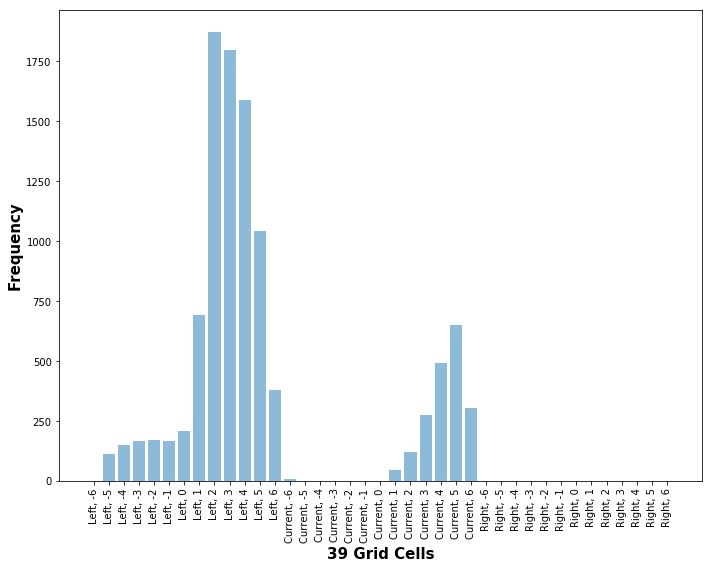 1750
1500
1250
1000
750
500
250
0
Frequency
Left, -6
Left, -5
Left, -4
Left, -3
Left, -2
Left, -1
Left, 0
Left, 1
Left, 2
Left, 3
Left, 4
Left, 5
Left, 6
Current, -6
Current, -5
Current, -4
Current, -3
Current, -2
Current, -1
Current, 0
Current, 1
Current, 2
Current, 3
Current, 4
Current, 5
Current, 6
Right, -6
Right, -5
Right, -4
Right, -3
Right, -2
Right, -1
Right, 0
Right, 1
Right, 2
Right, 3
Right, 4
Right, 5
Right, 6
39 Grid Cells